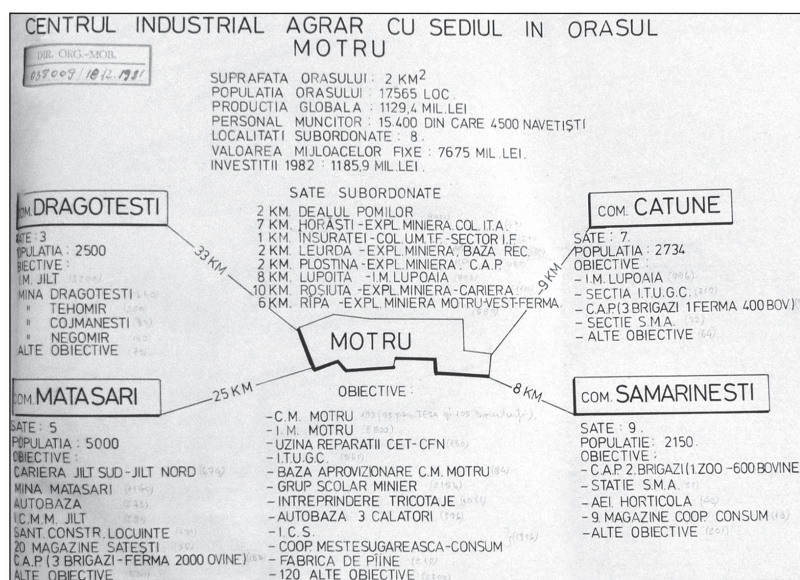 CENTRUL INDUSTRIAL AGRAR CU SEDIUL IN ORASUL
MOTRU
DIR. ORG.-MOB.
SUPRAFATA ORASULUI : 2 KM2
POPULATIA ORASULUI : 17565 LOC.
PRODUCTIA GLOBALA : 1129,4 MIL.LEI
PERSONAL MUNCITOR : 15.400 DIN CARE 4500 NAVETIȘTI
LOCALITATI SUBORDONATE : 8.
VALOAREA MIJLOACELOR FIXE : 7675 MIL.LEI.
INVESTITII 1982 : 1185,9 MIL.LEI.
SATE SUBORDONATE
2 KM. DEALUL POMILOR
7 KM. HORĂȘTI -EXPL.MINIERA.COL.I.T.A.
1 KM. ÎNSURATEI-COL.U.M.T.F.-SECTOR I.F.
2 KM. LEURDA -EXPL.MINIERA, BAZA REC.
2 KM. PLOSTINA -EXPL.MINIERA. C.A.P.
8 KM. LUPOITA -I.M.LUPOAIA
10 KM. ROSIUTA -EXPL.MINIERA-CARIERA
6 KM. RÎPA -EXPL.MINIERA MOTRU-VEST-FERMA.
COM. DRAGOTESTI
SATE : 3
POPULATIA : 2500
OBIECTIVE :
I.M. JILT
MINA DRAGOTESTI
" TEHOMIR
" COJMANESTI
" NEGOMIR
ALTE OBIECTIVE
33 KM
COM. CATUNE
SATE : 7.
POPULATIA : 2734
OBIECTIVE :
- I.M. LUPOAIA
- SECTIA I.T.U.G.C.
- C.A.P.(3 BRIGAZI 1 FERMA 400 BOV)
- SECTIE S.M.A.
- ALTE OBIECTIVE
9 KM
MOTRU
COM. MATASARI
SATE : 5
POPULATIA : 5000
OBIECTIVE :
CARIERA JILT SUD-JILT NORD
MINA MATASARI
AUTOBAZA
I.C.M.M. JILT
SANT.CONSTR.LOCUINTE
20 MAGAZINE SATEȘTI
C.A.P.(3 BRIGAZI-FERMA 2000 OVINE)
ALTE OBIECTIVE
25 KM
OBIECTIVE :
-C.M. MOTRU
-I.M. MOTRU
-UZINA REPARATII CET-CFN
-I.T.U.G.C.
-BAZA APROVIZIONARE C.M. MOTRU
-GRUP SCOLAR MINIER
-INTREPRINDERE TRICOTAJE
-AUTOBAZA 3 CALATORI
-I.C.S.
-COOP. MESTESUGAREASCA-CONSUM
-FABRICA DE PÎINE
-120 ALTE OBIECTIVE
8 KM
COM. SAMARINESTI
SATE : 9.
POPULATIE : 2150.
OBIECTIVE :
-C.A.P. 2.BRIGAZI(1.ZOO -600 BOVINE
-STATIE S.M.A.
-AEI. HORTICOLA
-9. MAGAZINE COOP. CONSUM
-ALTE OBIECTIVE